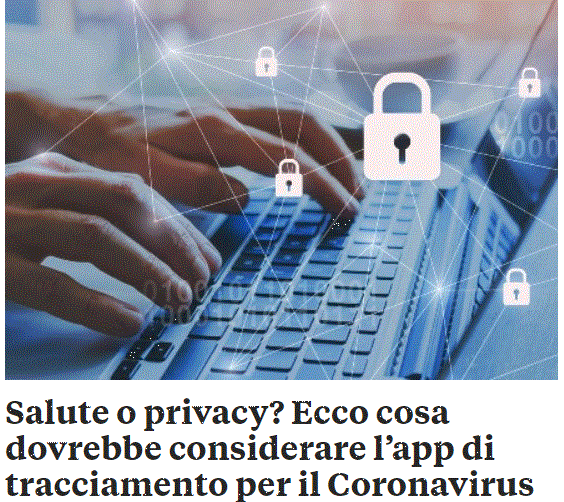 Salute o privacy? Ecco cosa
dovrebbe considerare l'app di
tracciamento per il Coronavirus